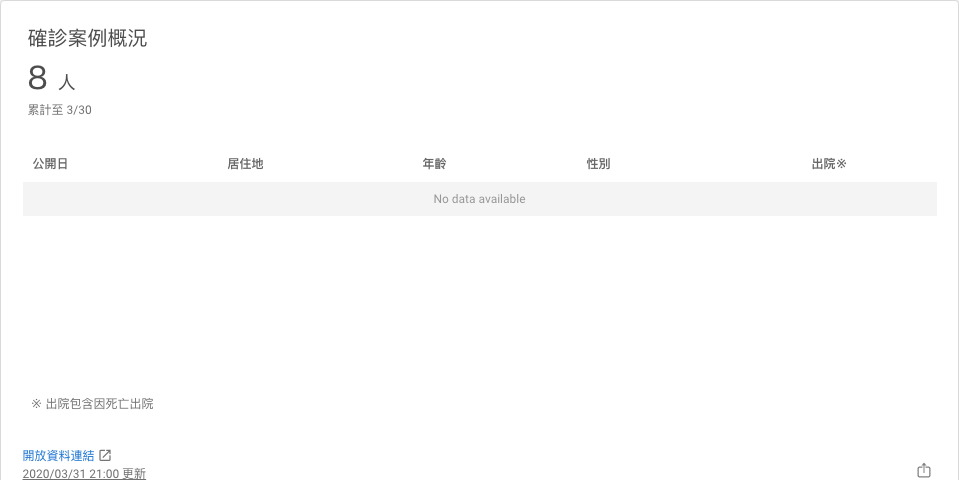 確診案例概況
8 人
累計至 3/30
公開日 居住地 年齡 性別 出院※
No data available
※ 出院包含因死亡出院
開放資料連結
2020/03/31 21:00 更新